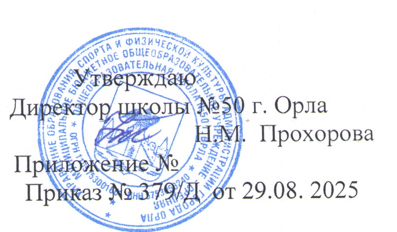 Утверждаю
Директор школы №50 г. Орла
Н.М. Прохорова
Приложение №
Приказ № 379/Д от 29.08. 2025